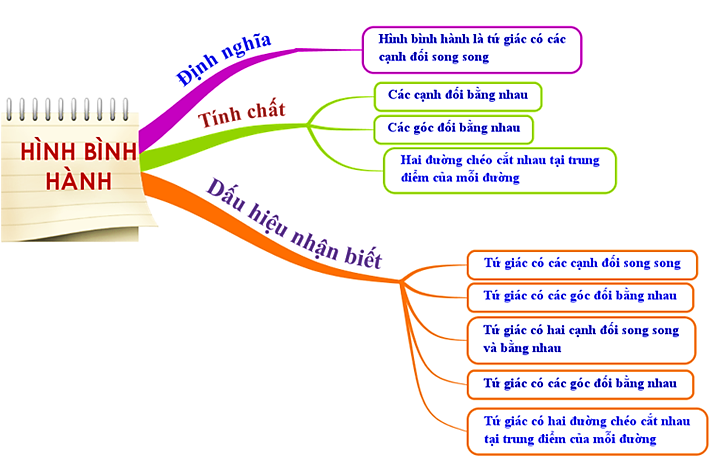 HÌNH BÌNH
HÀNH
Định nghĩa
Hình bình hành là tứ giác có các
cạnh đối song song
Tính chất
Các cạnh đối bằng nhau
Các góc đối bằng nhau
Hai đường chéo cắt nhau tại trung
điểm của mỗi đường
Dấu hiệu nhận biết
Tứ giác có các cạnh đối song song
Tứ giác có các góc đối bằng nhau
Tứ giác có hai cạnh đối song song
và bằng nhau
Tứ giác có các góc đối bằng nhau
Tứ giác có hai đường chéo cắt nhau
tại trung điểm của mỗi đường